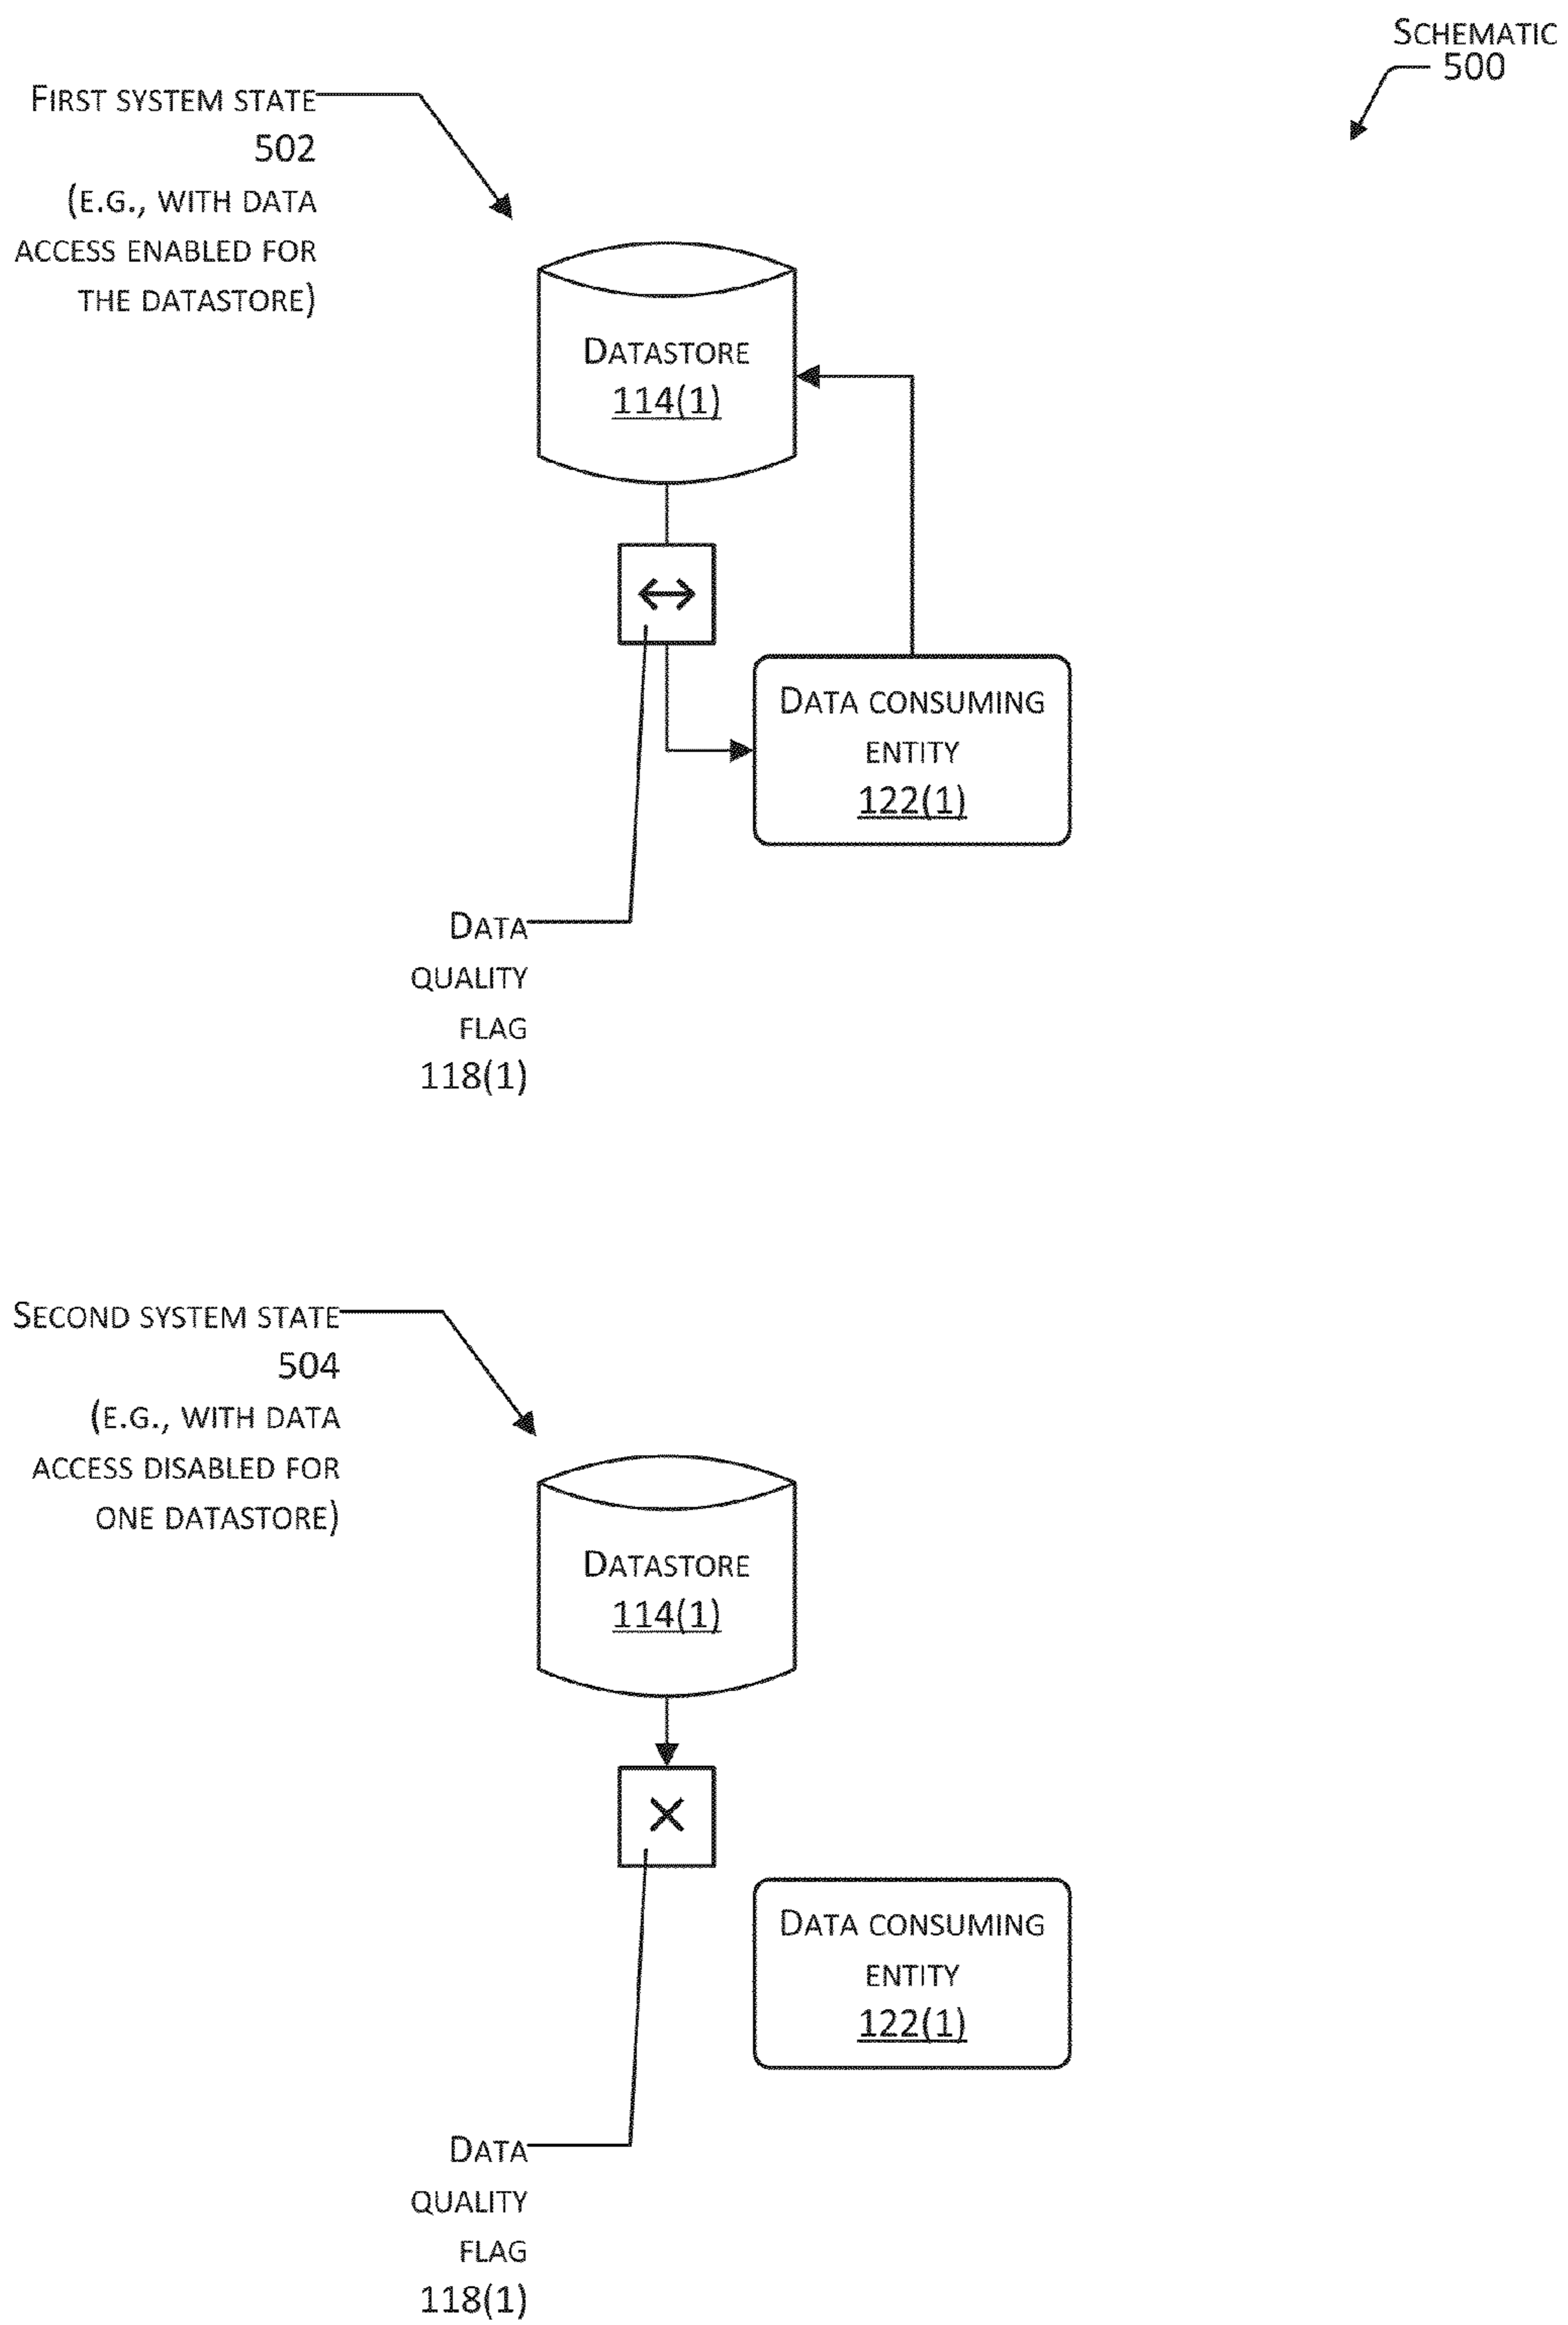 Schematic
500
First system state
502
(e.g., with data
access enabled for
the datastore)
Datastore
114(1)
Data consuming
entity
122(1)
Data
quality
flag
118(1)
Second system state
504
(e.g., with data
access disabled for
one datastore)
Datastore
114(1)
Data consuming
entity
122(1)
Data
quality
flag
118(1)